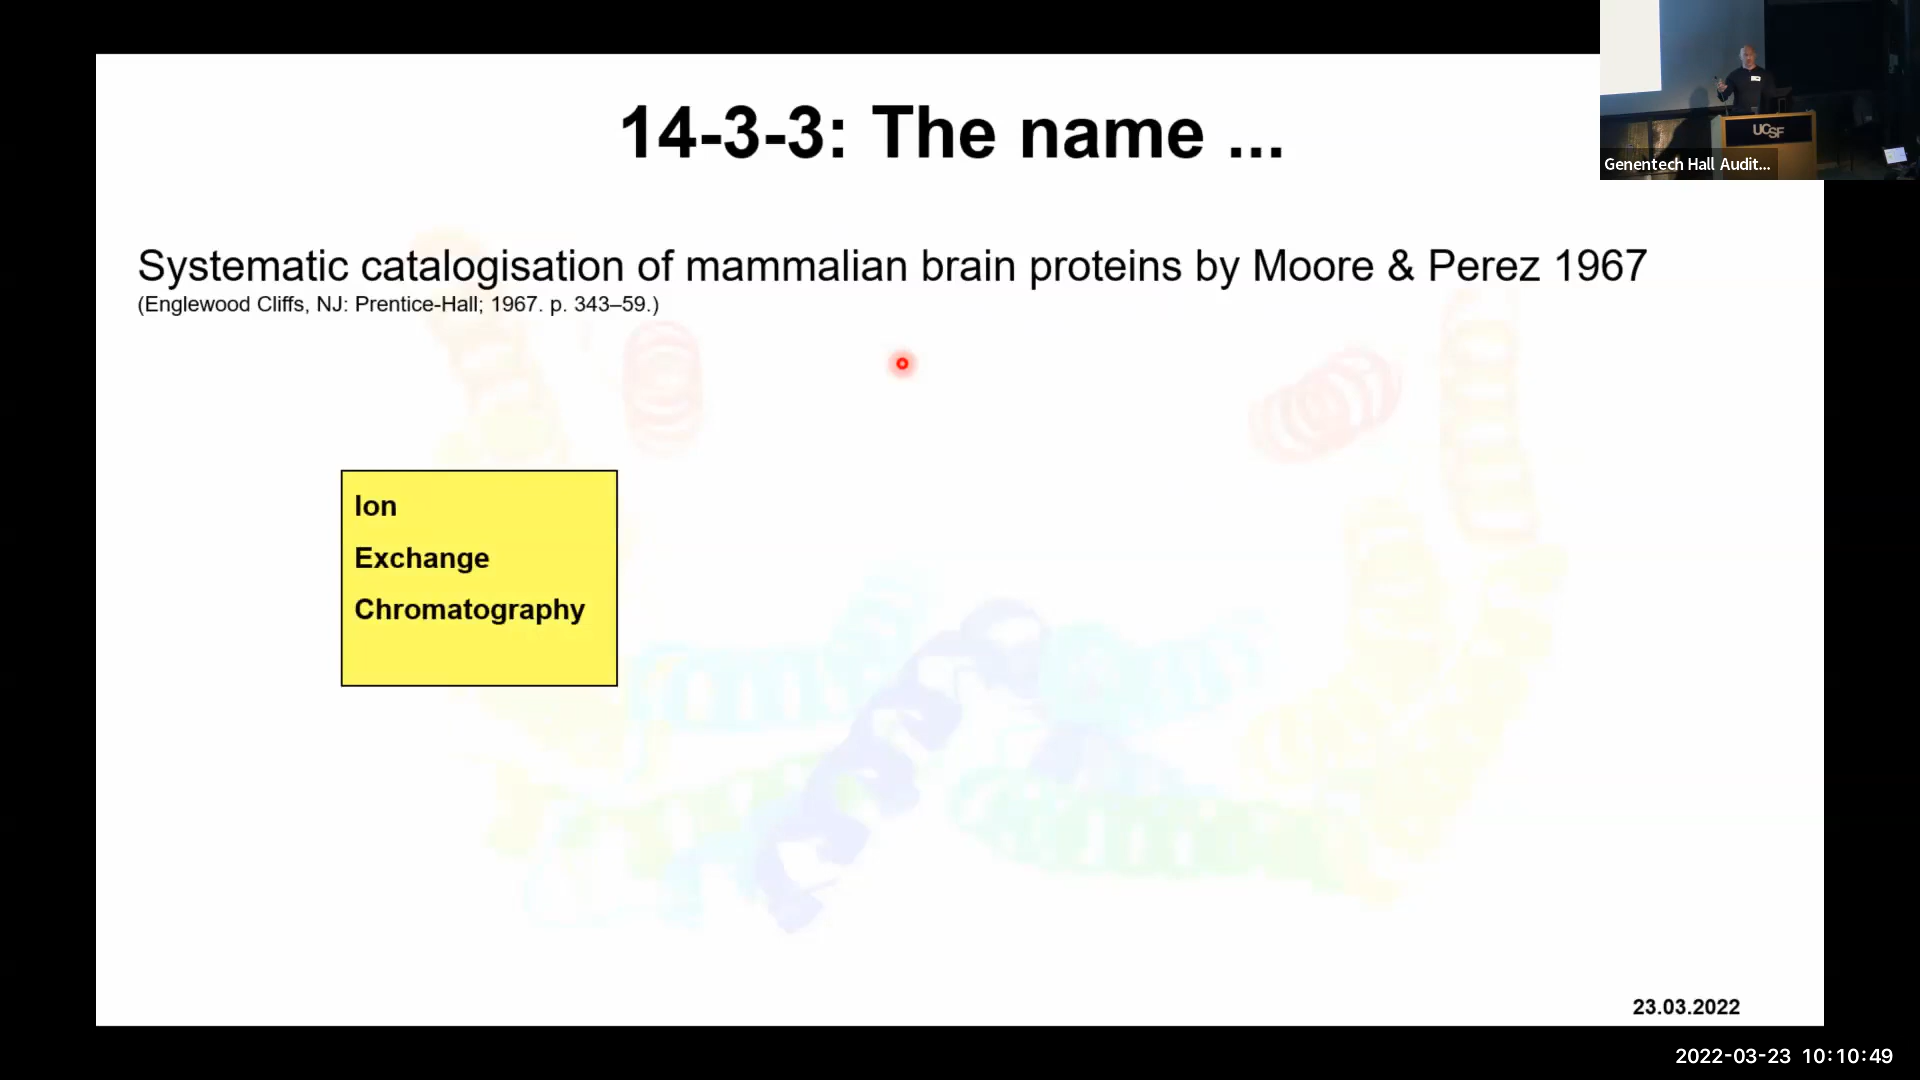 14-3-3: The name ...
UCSF
Genentech Hall Audit...
Systematic catalogisation of mammalian brain proteins by Moore & Perez 1967
(Englewood Cliffs, NJ: Prentice-Hall; 1967. p. 343–59.)
Ion
Exchange
Chromatography
23.03.2022
2022-03-23 10:10:49